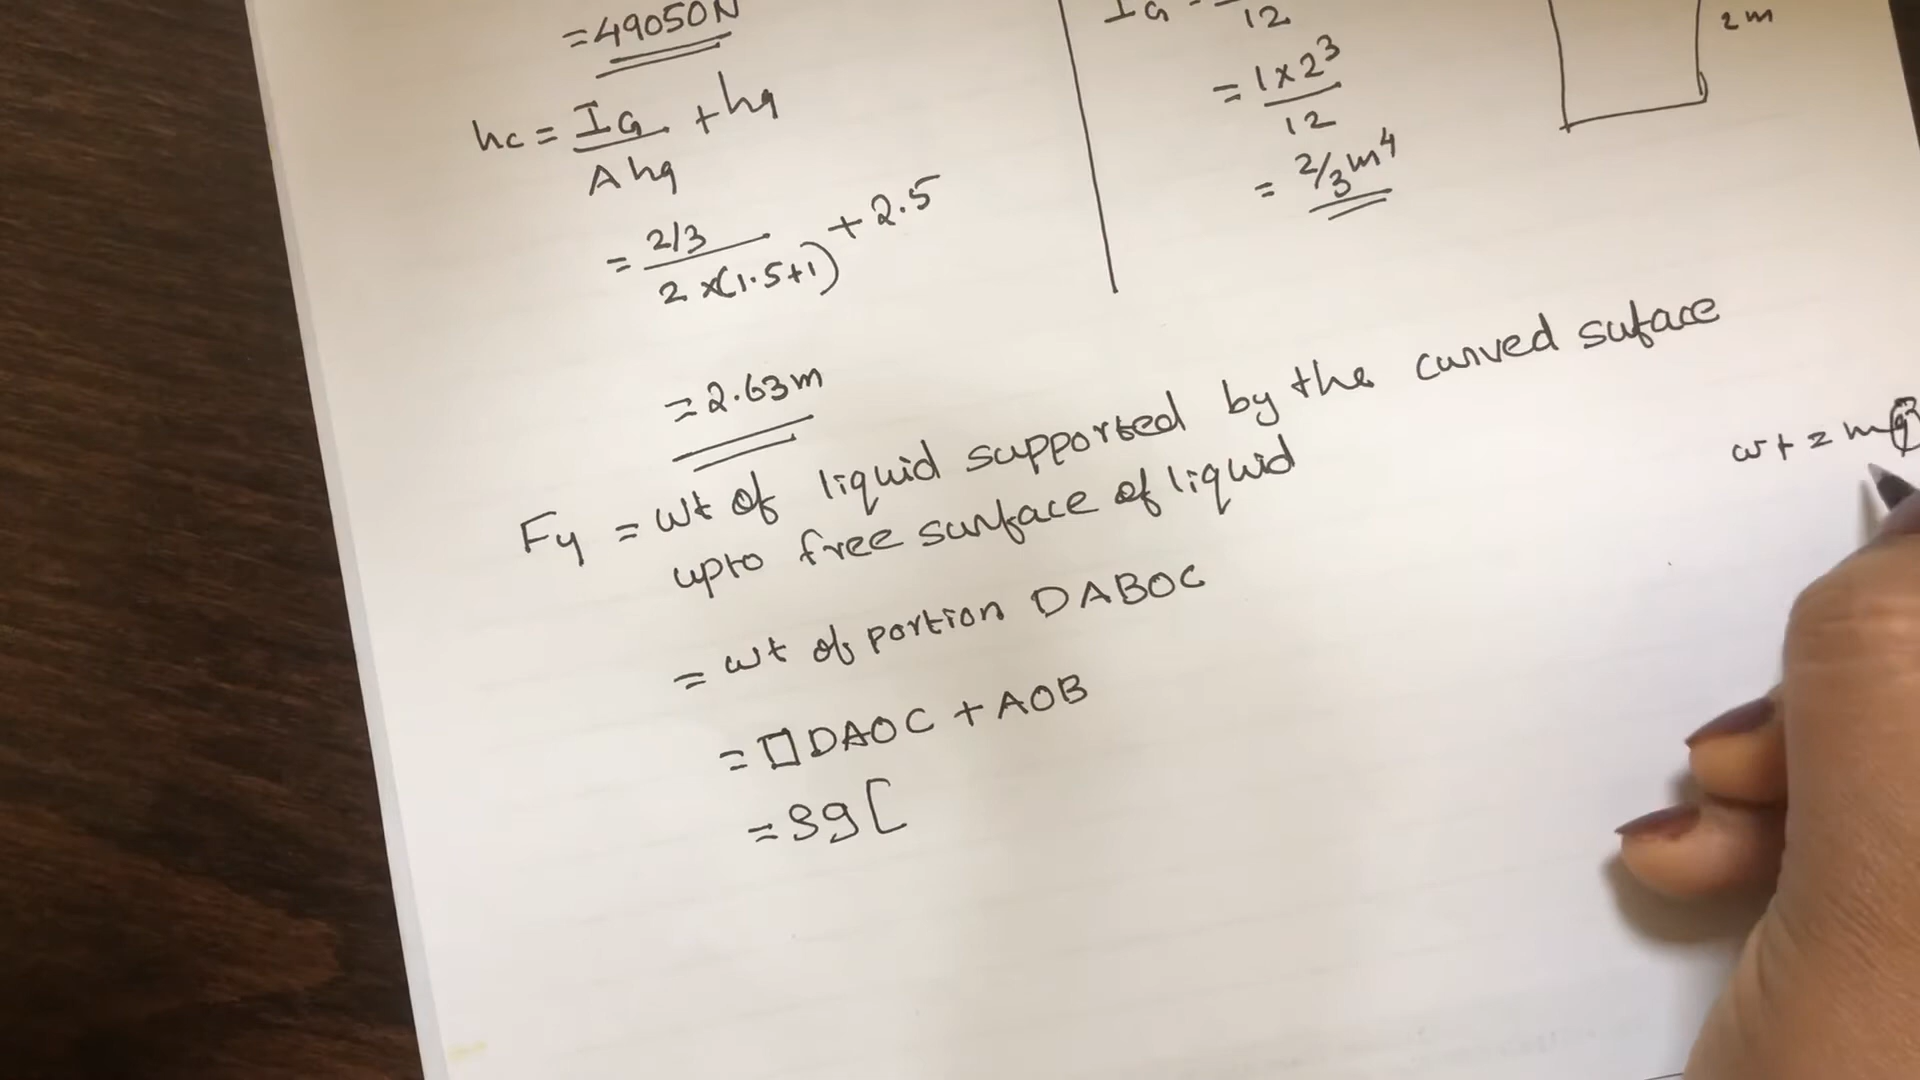 =49050N
hc = IG/Ahg + hg
= 2/3 / 2×(1.5+1) + 2.5
=2.63m
IG = /12
= 1×2³/12
= 2/3 m⁴
2m
Fy = wt of liquid supported by the curved suface
upto free surface of liquid
= wt of portion DABOC
= □DAOC + AOB
= ρg[
wt = mg